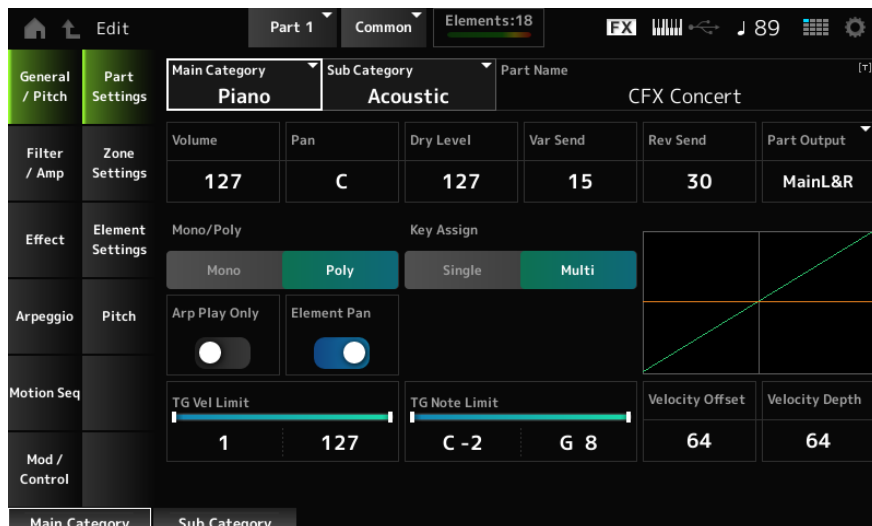 Edit
Part 1
Common
Elements:18
FX
89
General / Pitch
Part Settings
Main Category
Piano
Sub Category
Acoustic
Part Name
CFX Concert
[T]
Filter / Amp
Zone Settings
Volume
127
Pan
C
Dry Level
127
Var Send
15
Rev Send
30
Part Output
MainL&R
Effect
Element Settings
Mono/Poly
Mono
Poly
Key Assign
Single
Multi
Arpeggio
Pitch
Arp Play Only
Element Pan
Motion Seq
TG Vel Limit
1
127
TG Note Limit
C -2
G 8
Velocity Offset
64
Velocity Depth
64
Mod / Control
Main Category
Sub Category